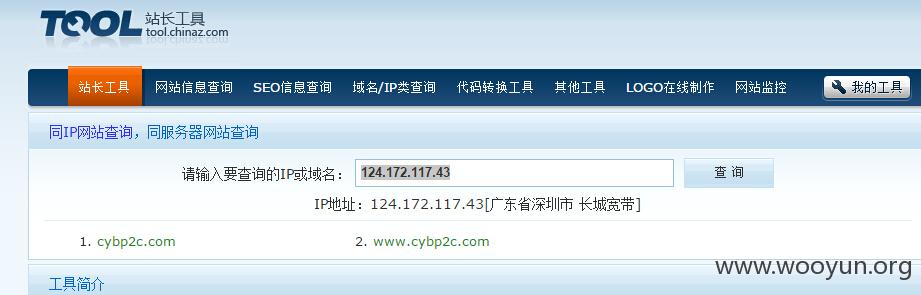 TOOL 站长工具
tool.chinaz.com
站长工具 网站信息查询 SEO信息查询 域名/IP类查询 代码转换工具 其他工具 LOGO在线制作 网站监控 我的工具
同IP网站查询，同服务器网站查询
请输入要查询的IP或域名： 124.172.117.43 查 询
IP地址：124.172.117.43[广东省深圳市 长城宽带]
1. cybp2c.com 2. www.cybp2c.com
www.wooyun.org
工具简介